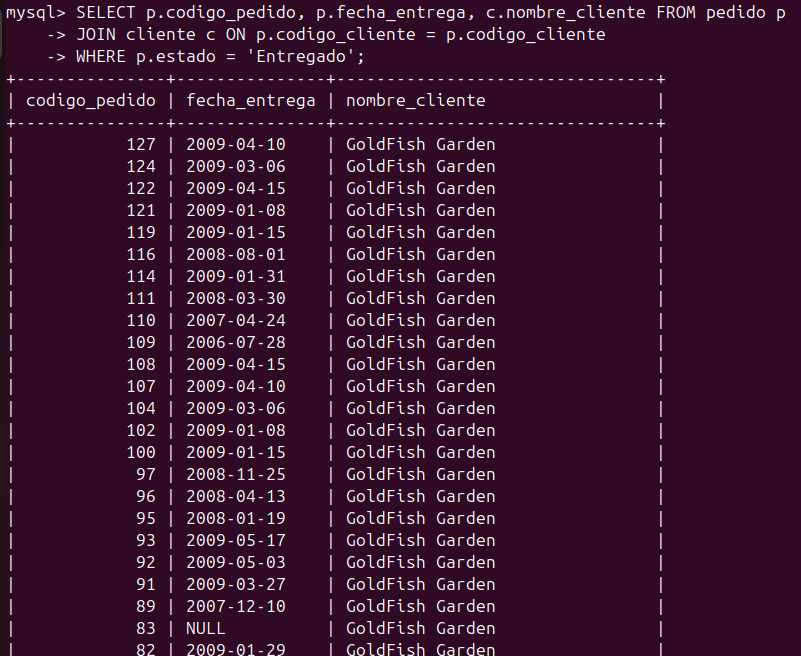 mysql> SELECT p.codigo_pedido, p.fecha_entrega, c.nombre_cliente FROM pedido p
    -> JOIN cliente c ON p.codigo_cliente = p.codigo_cliente
    -> WHERE p.estado = 'Entregado';
+---------------+---------------+--------------------------------+
| codigo_pedido | fecha_entrega | nombre_cliente                 |
+---------------+---------------+--------------------------------+
|           127 | 2009-04-10    | GoldFish Garden                |
|           124 | 2009-03-06    | GoldFish Garden                |
|           122 | 2009-04-15    | GoldFish Garden                |
|           121 | 2009-01-08    | GoldFish Garden                |
|           119 | 2009-01-15    | GoldFish Garden                |
|           116 | 2008-08-01    | GoldFish Garden                |
|           114 | 2009-01-31    | GoldFish Garden                |
|           111 | 2008-03-30    | GoldFish Garden                |
|           110 | 2007-04-24    | GoldFish Garden                |
|           109 | 2006-07-28    | GoldFish Garden                |
|           108 | 2009-04-15    | GoldFish Garden                |
|           107 | 2009-04-10    | GoldFish Garden                |
|           104 | 2009-03-06    | GoldFish Garden                |
|           102 | 2009-01-08    | GoldFish Garden                |
|           100 | 2009-01-15    | GoldFish Garden                |
|            97 | 2008-11-25    | GoldFish Garden                |
|            96 | 2008-04-13    | GoldFish Garden                |
|            95 | 2008-01-19    | GoldFish Garden                |
|            93 | 2009-05-17    | GoldFish Garden                |
|            92 | 2009-05-03    | GoldFish Garden                |
|            91 | 2009-03-27    | GoldFish Garden                |
|            89 | 2007-12-10    | GoldFish Garden                |
|            83 | NULL          | GoldFish Garden                |
|            82 | 2009-01-29    | GoldFish Garden                |